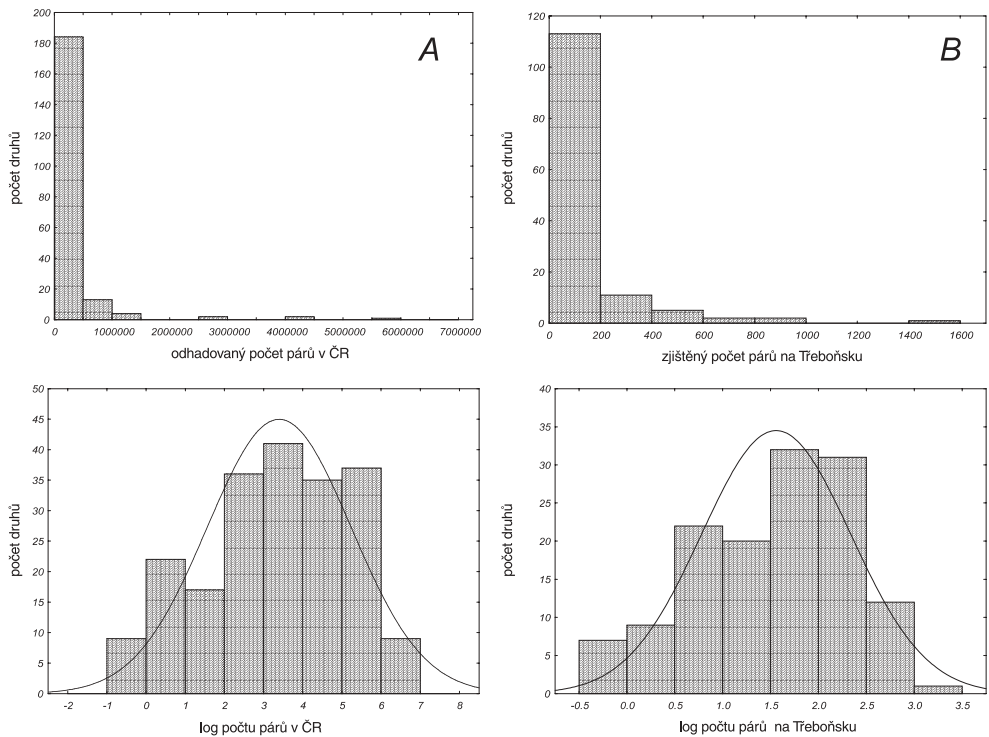 A
200
180
160
140
120
100
80
60
40
20
0
počet druhů
0 1000000 2000000 3000000 4000000 5000000 6000000 7000000
odhadovaný počet párů v ČR
B
120
100
80
60
40
20
0
počet druhů
0 200 400 600 800 1000 1200 1400 1600
zjištěný počet párů na Třeboňsku
50
45
40
35
30
25
20
15
10
5
0
počet druhů
-2 -1 0 1 2 3 4 5 6 7 8
log počtu párů v ČR
40
35
30
25
20
15
10
5
0
počet druhů
-0.5 0.0 0.5 1.0 1.5 2.0 2.5 3.0 3.5
log počtu párů na Třeboňsku